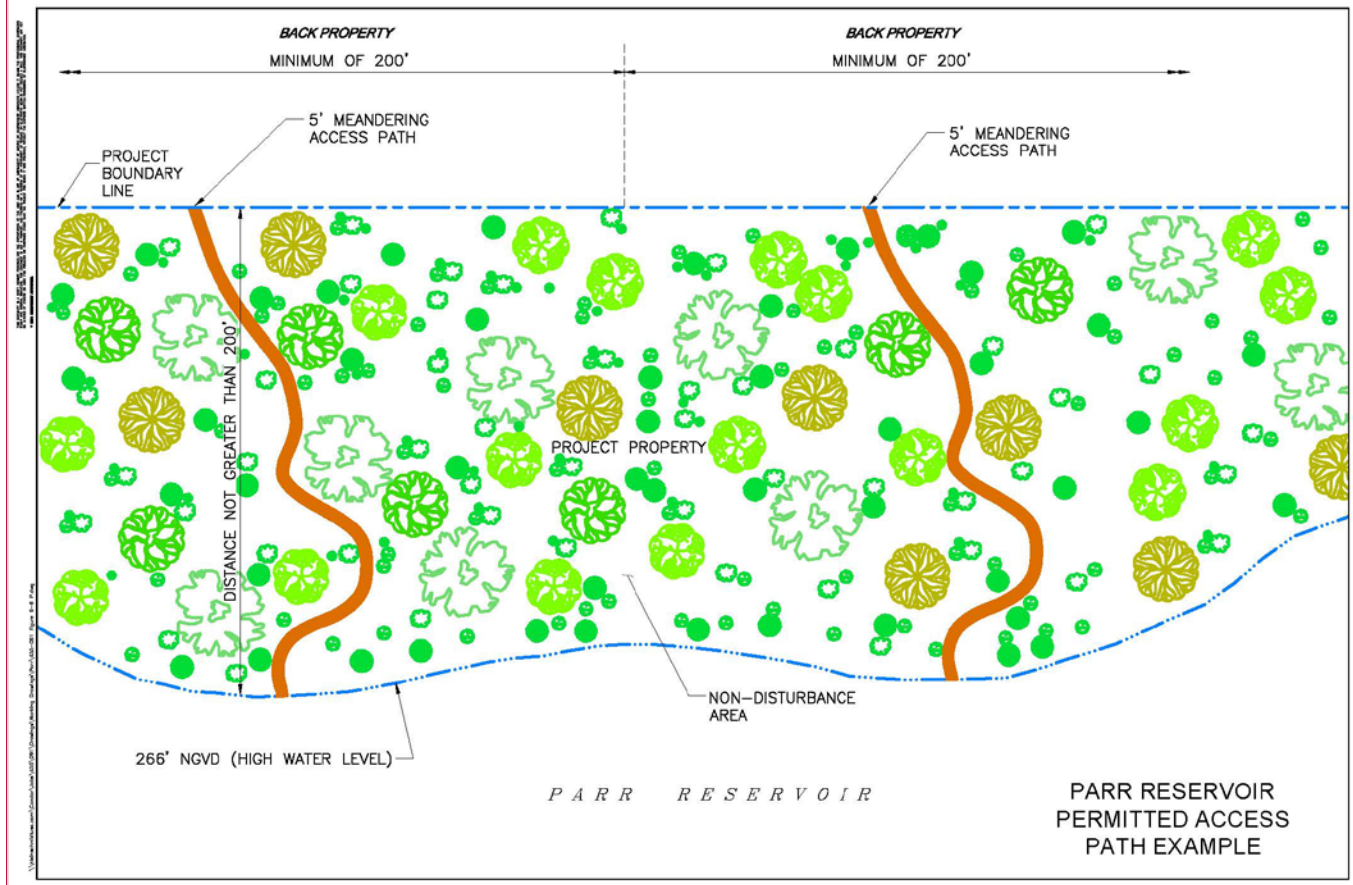 BACK PROPERTY
BACK PROPERTY
MINIMUM OF 200'
MINIMUM OF 200'
5' MEANDERING
ACCESS PATH
5' MEANDERING
ACCESS PATH
PROJECT
BOUNDARY
LINE
DISTANCE NOT GREATER THAN 200'
PROJECT PROPERTY
NON-DISTURBANCE
AREA
266' NGVD (HIGH WATER LEVEL)
PARR RESERVOIR
PARR RESERVOIR
PERMITTED ACCESS
PATH EXAMPLE